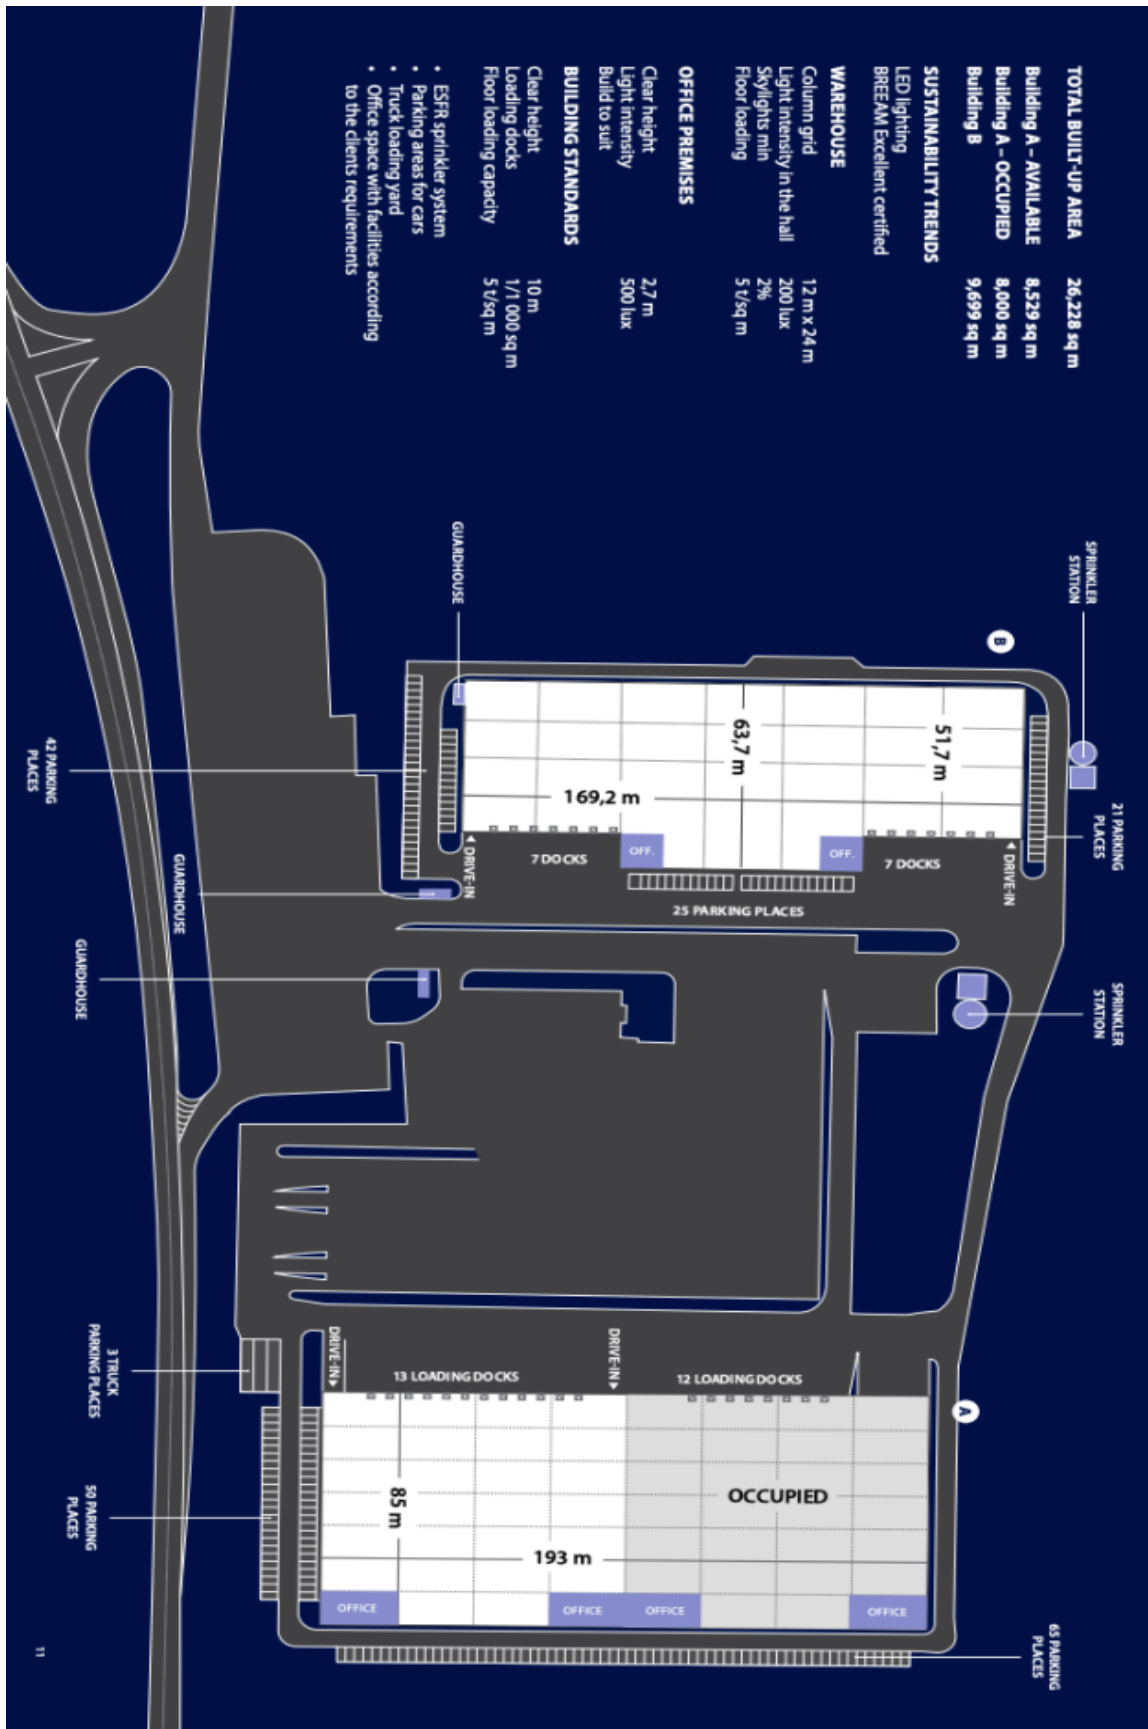 TOTAL BUILT-UP AREA 26,228 sq m
Building A – AVAILABLE 8,529 sq m
Building A – OCCUPIED 8,000 sq m
Building B 9,699 sq m
SUSTAINABILITY TRENDS
LED lighting
BREEAM Excellent certified
WAREHOUSE
Column grid 12 m x 24 m
Light intensity in the hall 200 lux
Skylights min 2%
Floor loading 5 t/sq m
OFFICE PREMISES
Clear height 2,7 m
Light intensity 500 lux
Build to suit
BUILDING STANDARDS
Clear height 10 m
Loading docks 1/1 000 sq m
Floor loading capacity 5 t/sq m
• ESFR sprinkler system
• Parking areas for cars
• Truck loading yard
• Office space with facilities according
to the clients requirements
SPRINKLER
STATION
B
GUARDHOUSE
51,7 m
63,7 m
169,2 m
21 PARKING
PLACES
42 PARKING
PLACES
DRIVE-IN
7 DOCKS
OFF.
OFF.
7 DOCKS
DRIVE-IN
25 PARKING PLACES
GUARDHOUSE
GUARDHOUSE
SPRINKLER
STATION
DRIVE-IN
13 LOADING DOCKS
DRIVE-IN
12 LOADING DOCKS
A
3 TRUCK
PARKING PLACES
85 m
OCCUPIED
193 m
50 PARKING
PLACES
OFFICE
OFFICE
OFFICE
OFFICE
65 PARKING
PLACES
11